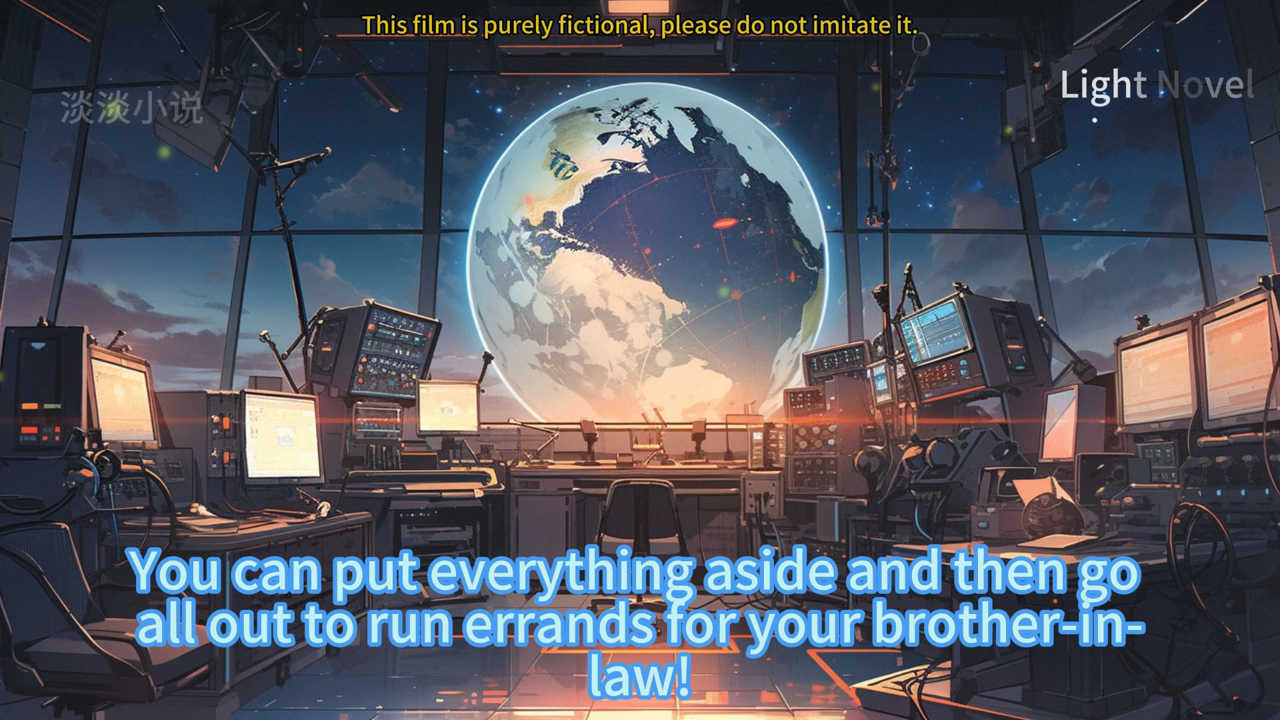 This film is purely fictional, please do not imitate it.
淡淡小说
Light Novel
You can put everything aside and then go
all out to run errands for your brother-in-
law!